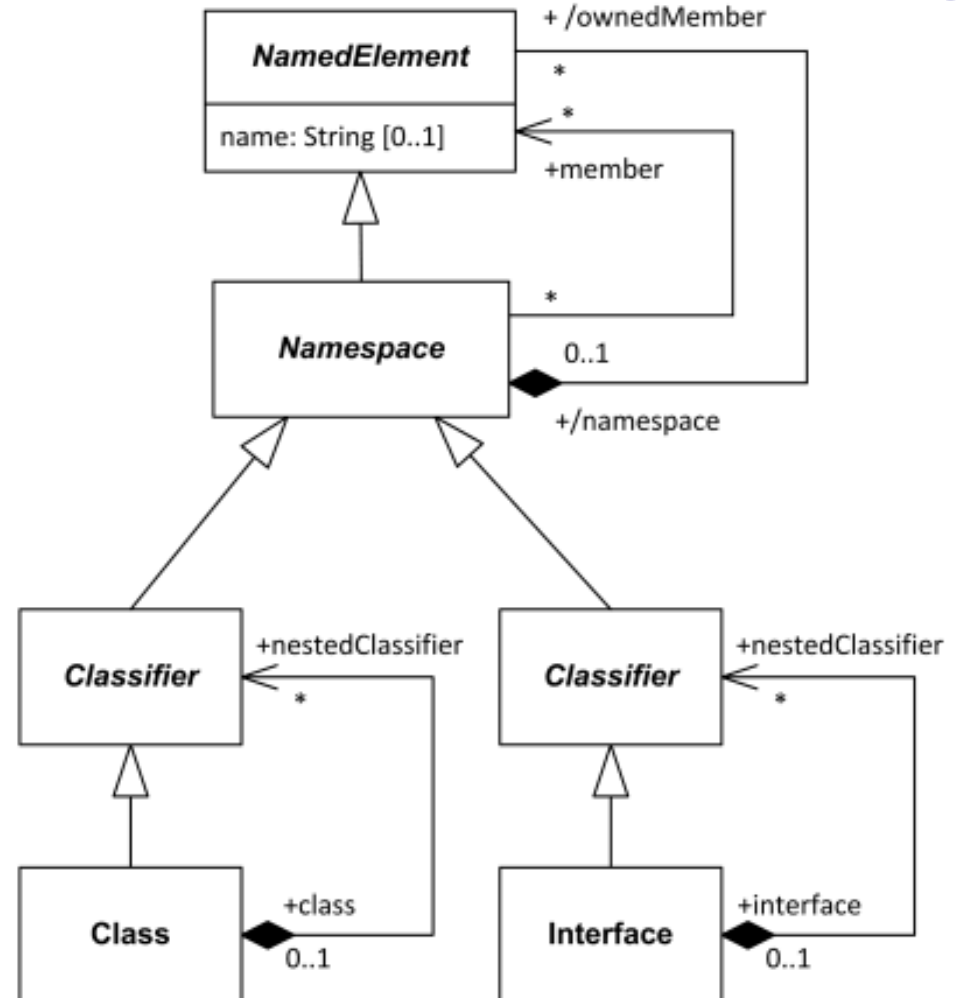 + /ownedMember
NamedElement
*
*
name: String [0..1]
+member
*
Namespace
0..1
+/namespace
+nestedClassifier
+nestedClassifier
Classifier
Classifier
*
*
+class
+interface
Class
Interface
0..1
0..1